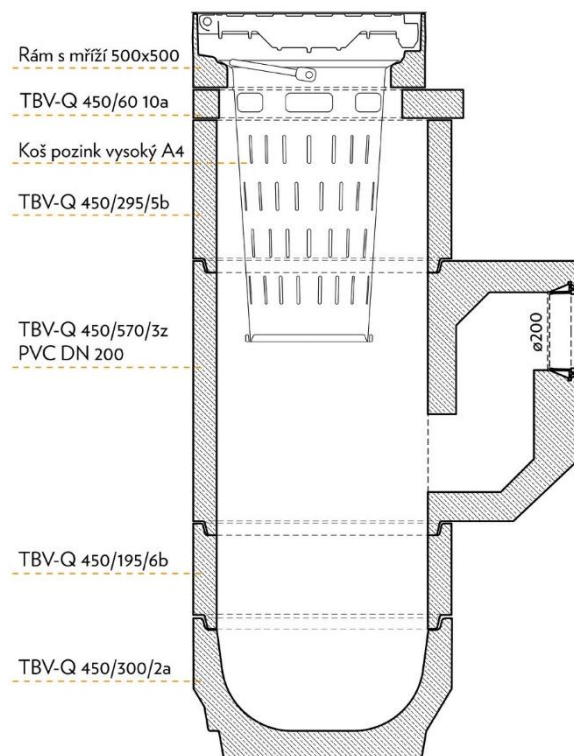 Rám s mříží 500x500
TBV-Q 450/60 10a
Koš pozink vysoký A4
TBV-Q 450/295/5b
TBV-Q 450/570/3z
PVC DN 200
ø200
TBV-Q 450/195/6b
TBV-Q 450/300/2a